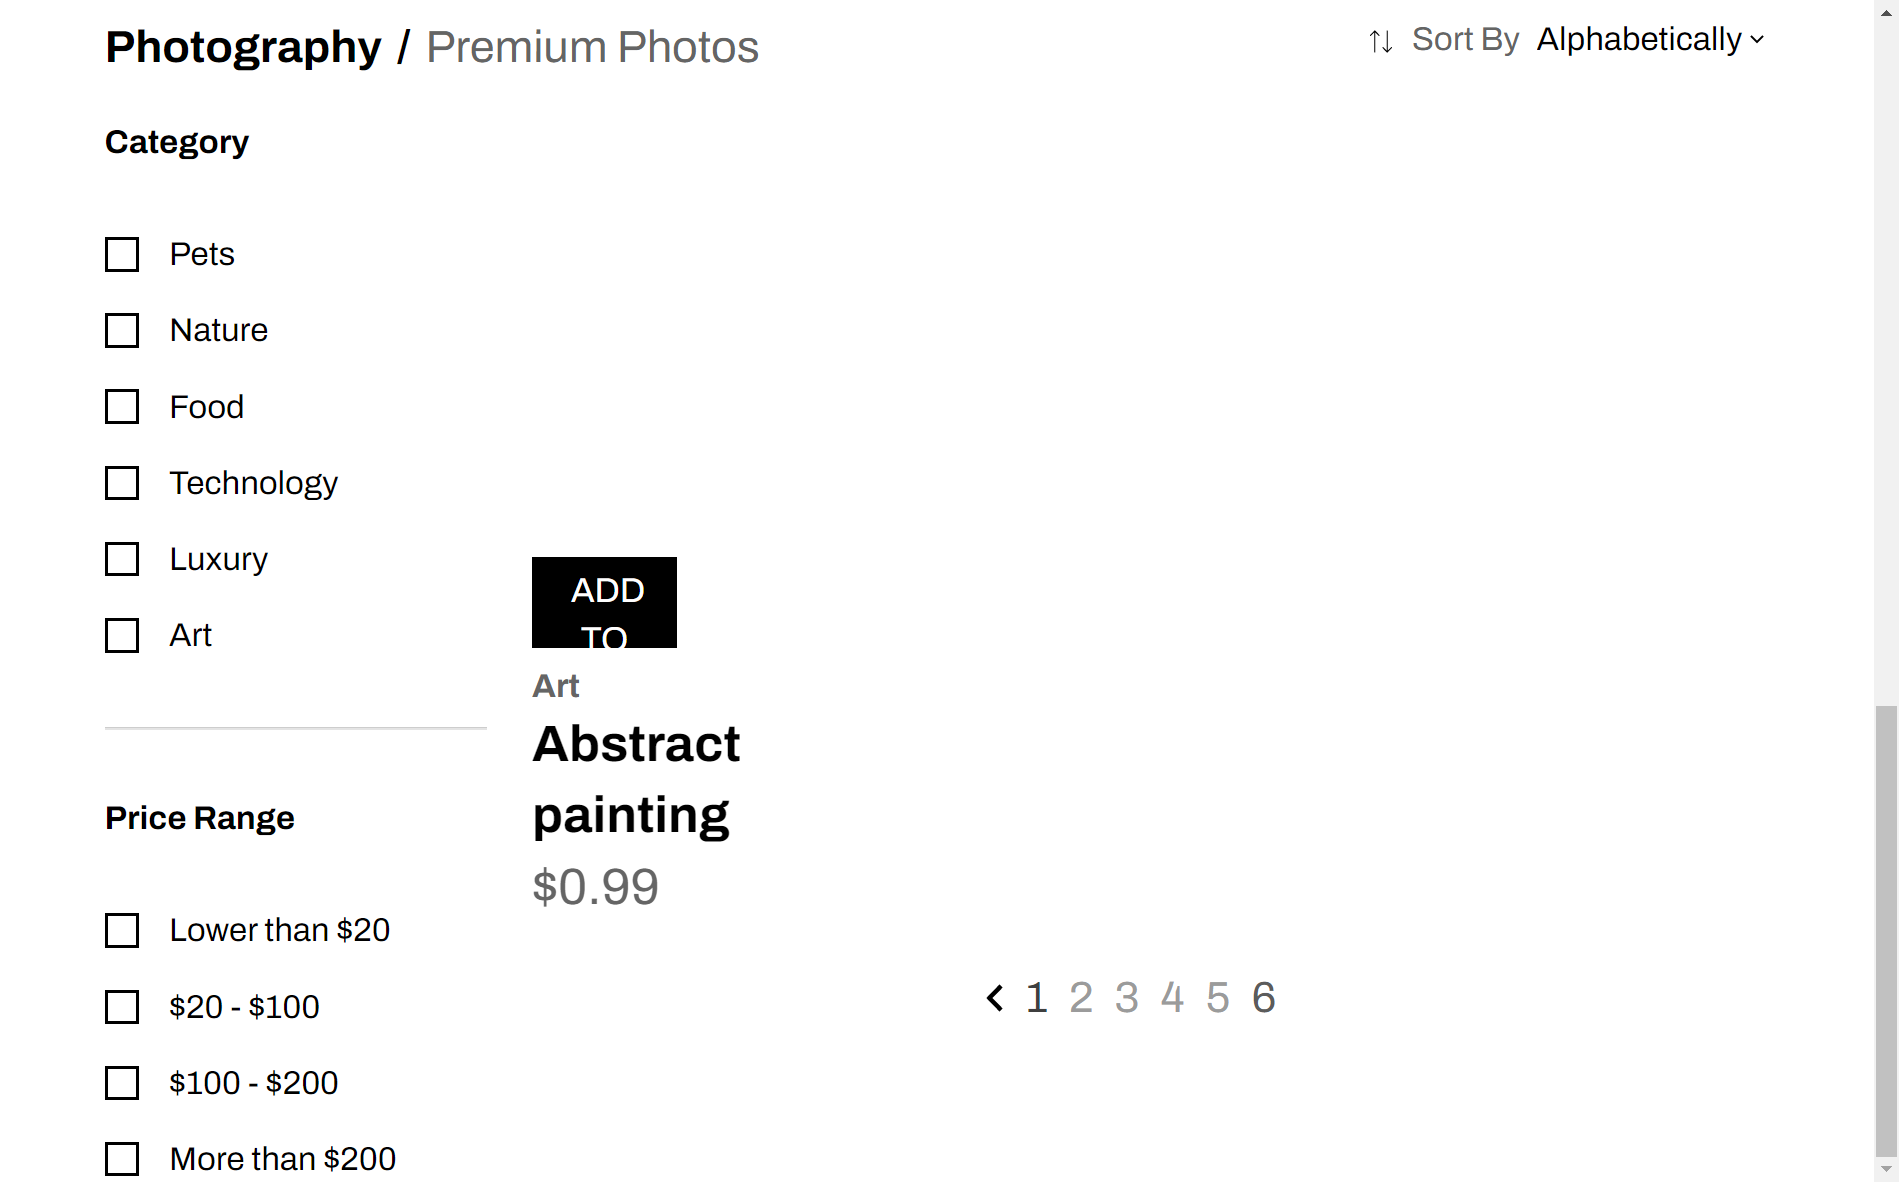 Photography / Premium Photos
Sort By Alphabetically
Category
Pets
Nature
Food
Technology
Luxury
Art
Price Range
Lower than $20
$20 - $100
$100 - $200
More than $200
ADD
TO
Art
Abstract
painting
$0.99
1 2 3 4 5 6